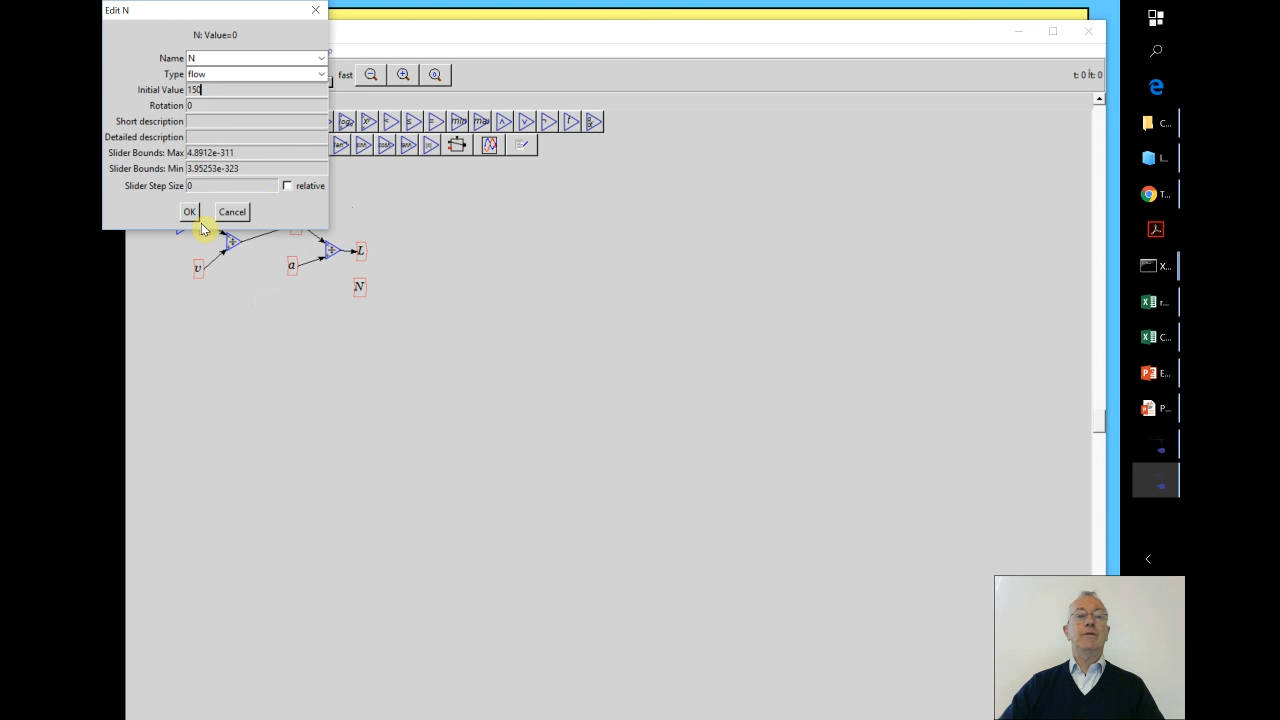 Edit N
N: Value=0
Name N
Type flow
Initial Value 150
Rotation 0
Short description
Detailed description
Slider Bounds: Max 4.8912e-311
Slider Bounds: Min 3.95253e-323
Slider Step Size 0 relative
OK Cancel
fast
t: 0 Δt: 0
min max
v
a
L
N
C...
I...
T...
X...
r...
C...
E...
P...